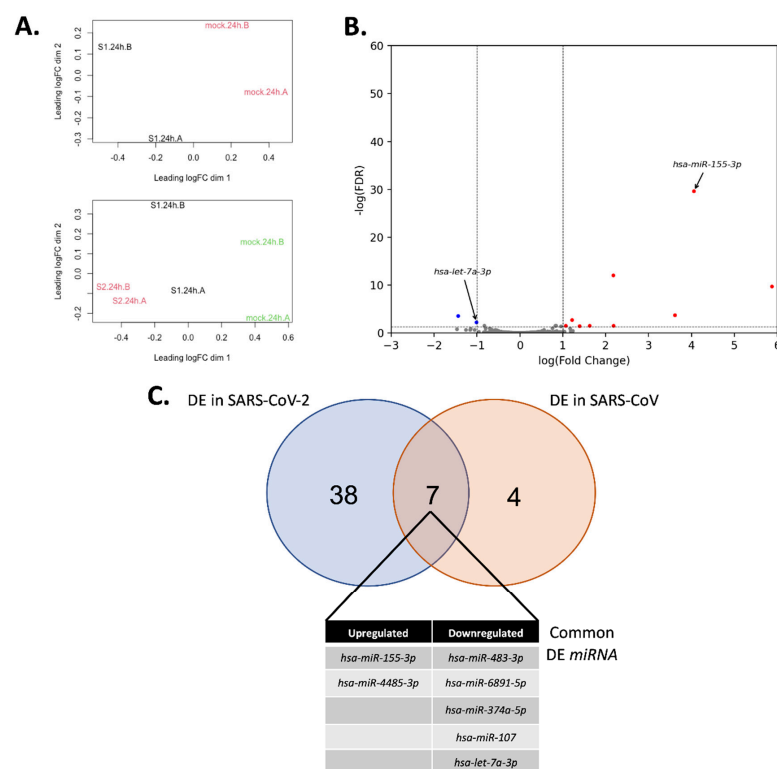 A.
mock.24h.B
S1.24h.B
mock.24h.A
S1.24h.A
Leading logFC dim 2
0.2
0.1
0.0
-0.1
-0.3
-0.4
-0.2
0.0
0.2
0.4
Leading logFC dim 1
S1.24h.B
mock.24h.B
S2.24h.B
S1.24h.A
S2.24h.A
mock.24h.A
Leading logFC dim 2
0.3
0.2
0.0
-0.2
-0.4
-0.2
0.0
0.2
0.4
0.6
Leading logFC dim 1
B.
60
50
40
30
20
10
0
-log(FDR)
hsa-miR-155-3p
hsa-let-7a-3p
−3
−2
−1
0
1
2
3
4
5
6
log(Fold Change)
C.
DE in SARS-CoV-2
DE in SARS-CoV
38
7
4
Upregulated Downregulated
hsa-miR-155-3p hsa-miR-483-3p
hsa-miR-4485-3p hsa-miR-6891-5p
hsa-miR-374a-5p
hsa-miR-107
hsa-let-7a-3p
Common
DE miRNA